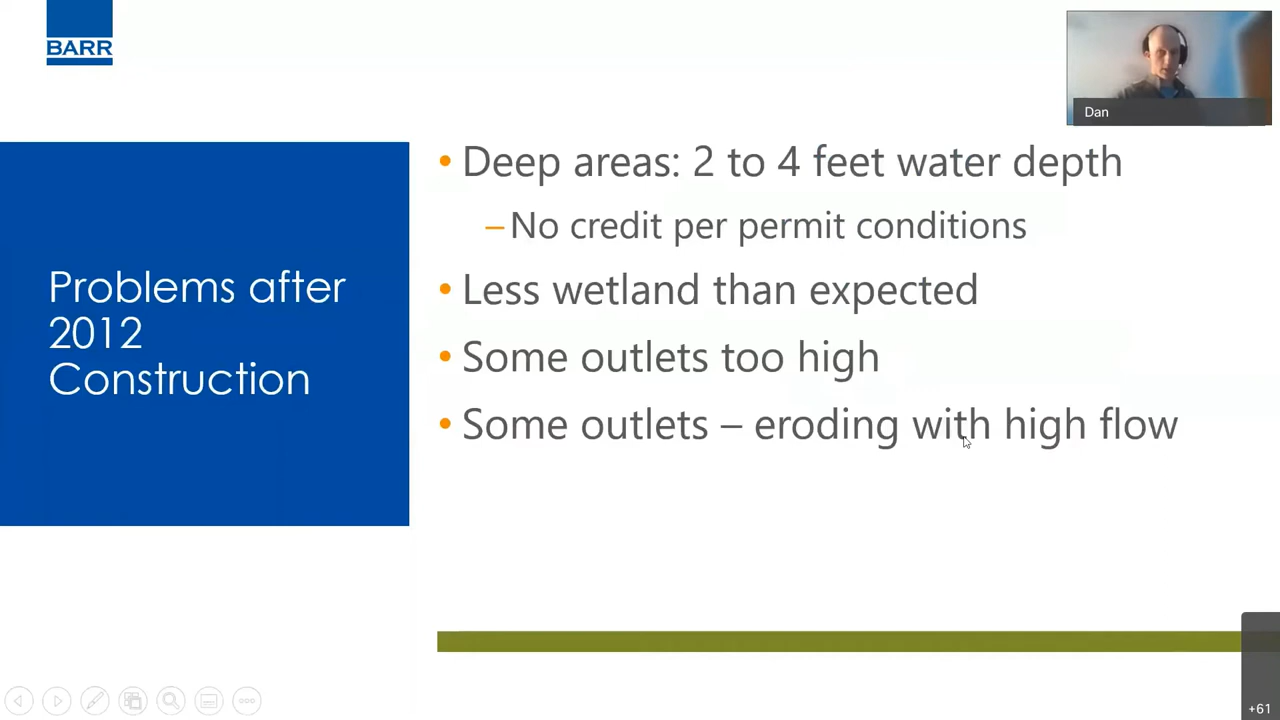 BARR
Dan
Problems after
2012
Construction
• Deep areas: 2 to 4 feet water depth
– No credit per permit conditions
• Less wetland than expected
• Some outlets too high
• Some outlets – eroding with high flow
+61